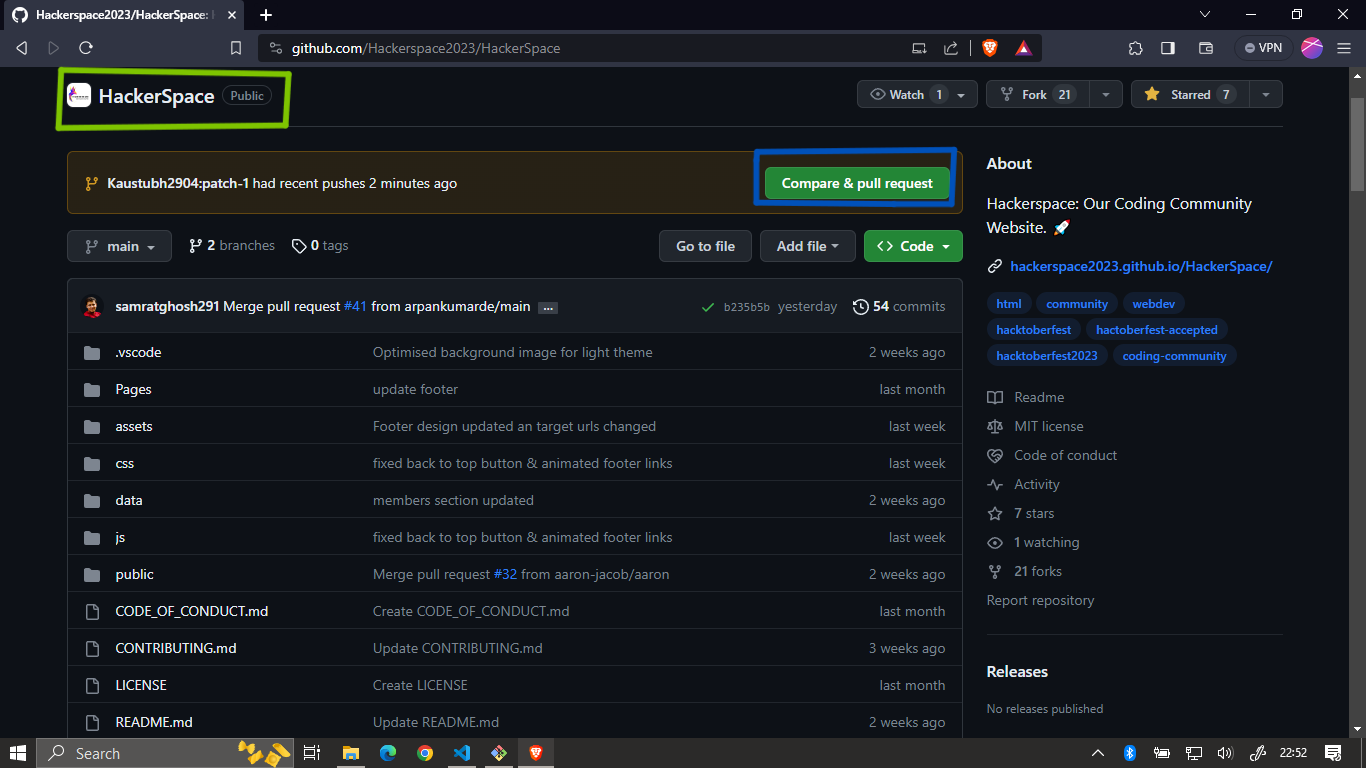 Hackerspace2023/HackerSpace:
github.com/Hackerspace2023/HackerSpace
VPN
HackerSpace Public
Watch 1
Fork 21
Starred 7
Kaustubh2904:patch-1 had recent pushes 2 minutes ago
Compare & pull request
main
2 branches
0 tags
Go to file
Add file
Code
samratghosh291 Merge pull request #41 from arpankumarde/main ...
b235b5b yesterday
54 commits
.vscode Optimised background image for light theme 2 weeks ago
Pages update footer last month
assets Footer design updated an target urls changed last week
css fixed back to top button & animated footer links last week
data members section updated 2 weeks ago
js fixed back to top button & animated footer links last week
public Merge pull request #32 from aaron-jacob/aaron 2 weeks ago
CODE_OF_CONDUCT.md Create CODE_OF_CONDUCT.md last month
CONTRIBUTING.md Update CONTRIBUTING.md 3 weeks ago
LICENSE Create LICENSE last month
README.md Update README.md 2 weeks ago
About
Hackerspace: Our Coding Community
Website. 🚀
hackerspace2023.github.io/HackerSpace/
html community webdev
hacktoberfest hactoberfest-accepted
hacktoberfest2023 coding-community
Readme
MIT license
Code of conduct
Activity
7 stars
1 watching
21 forks
Report repository
Releases
No releases published
Search
22:52